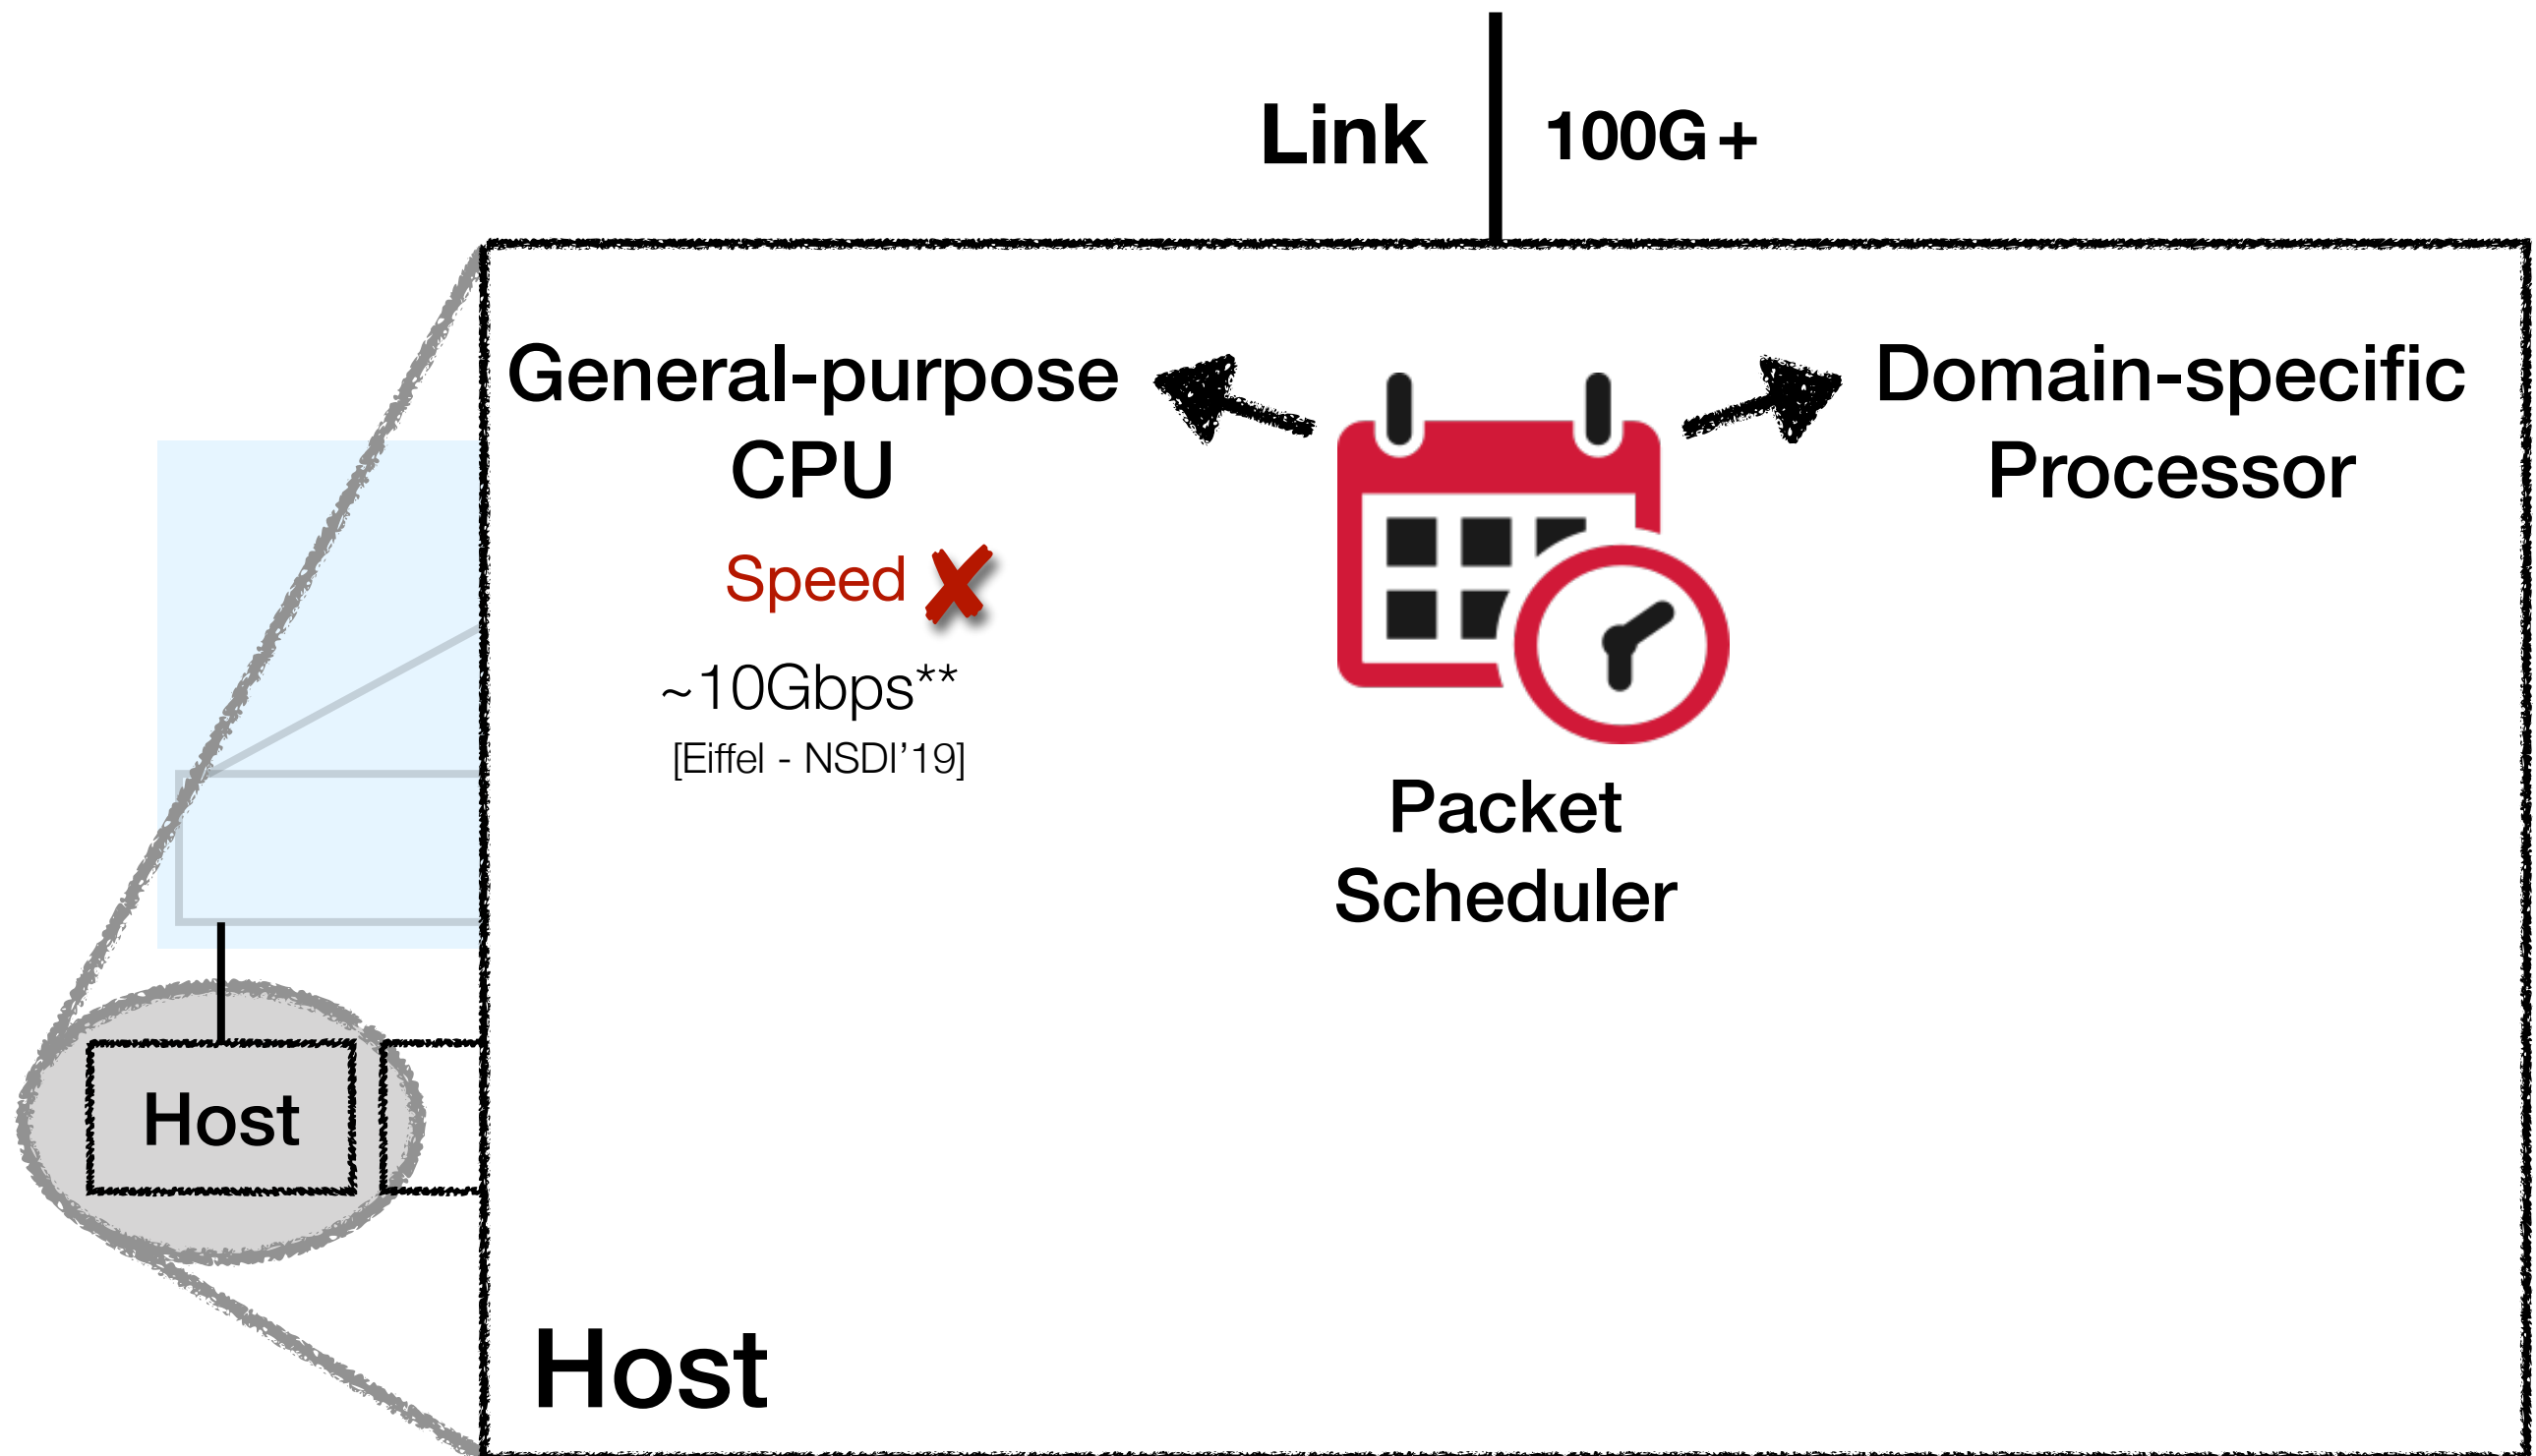 Link
100G+
General-purpose
CPU
Speed ✘
~10Gbps**
[Eiffel - NSDI’19]
Packet
Scheduler
Domain-specific
Processor
Host
Host